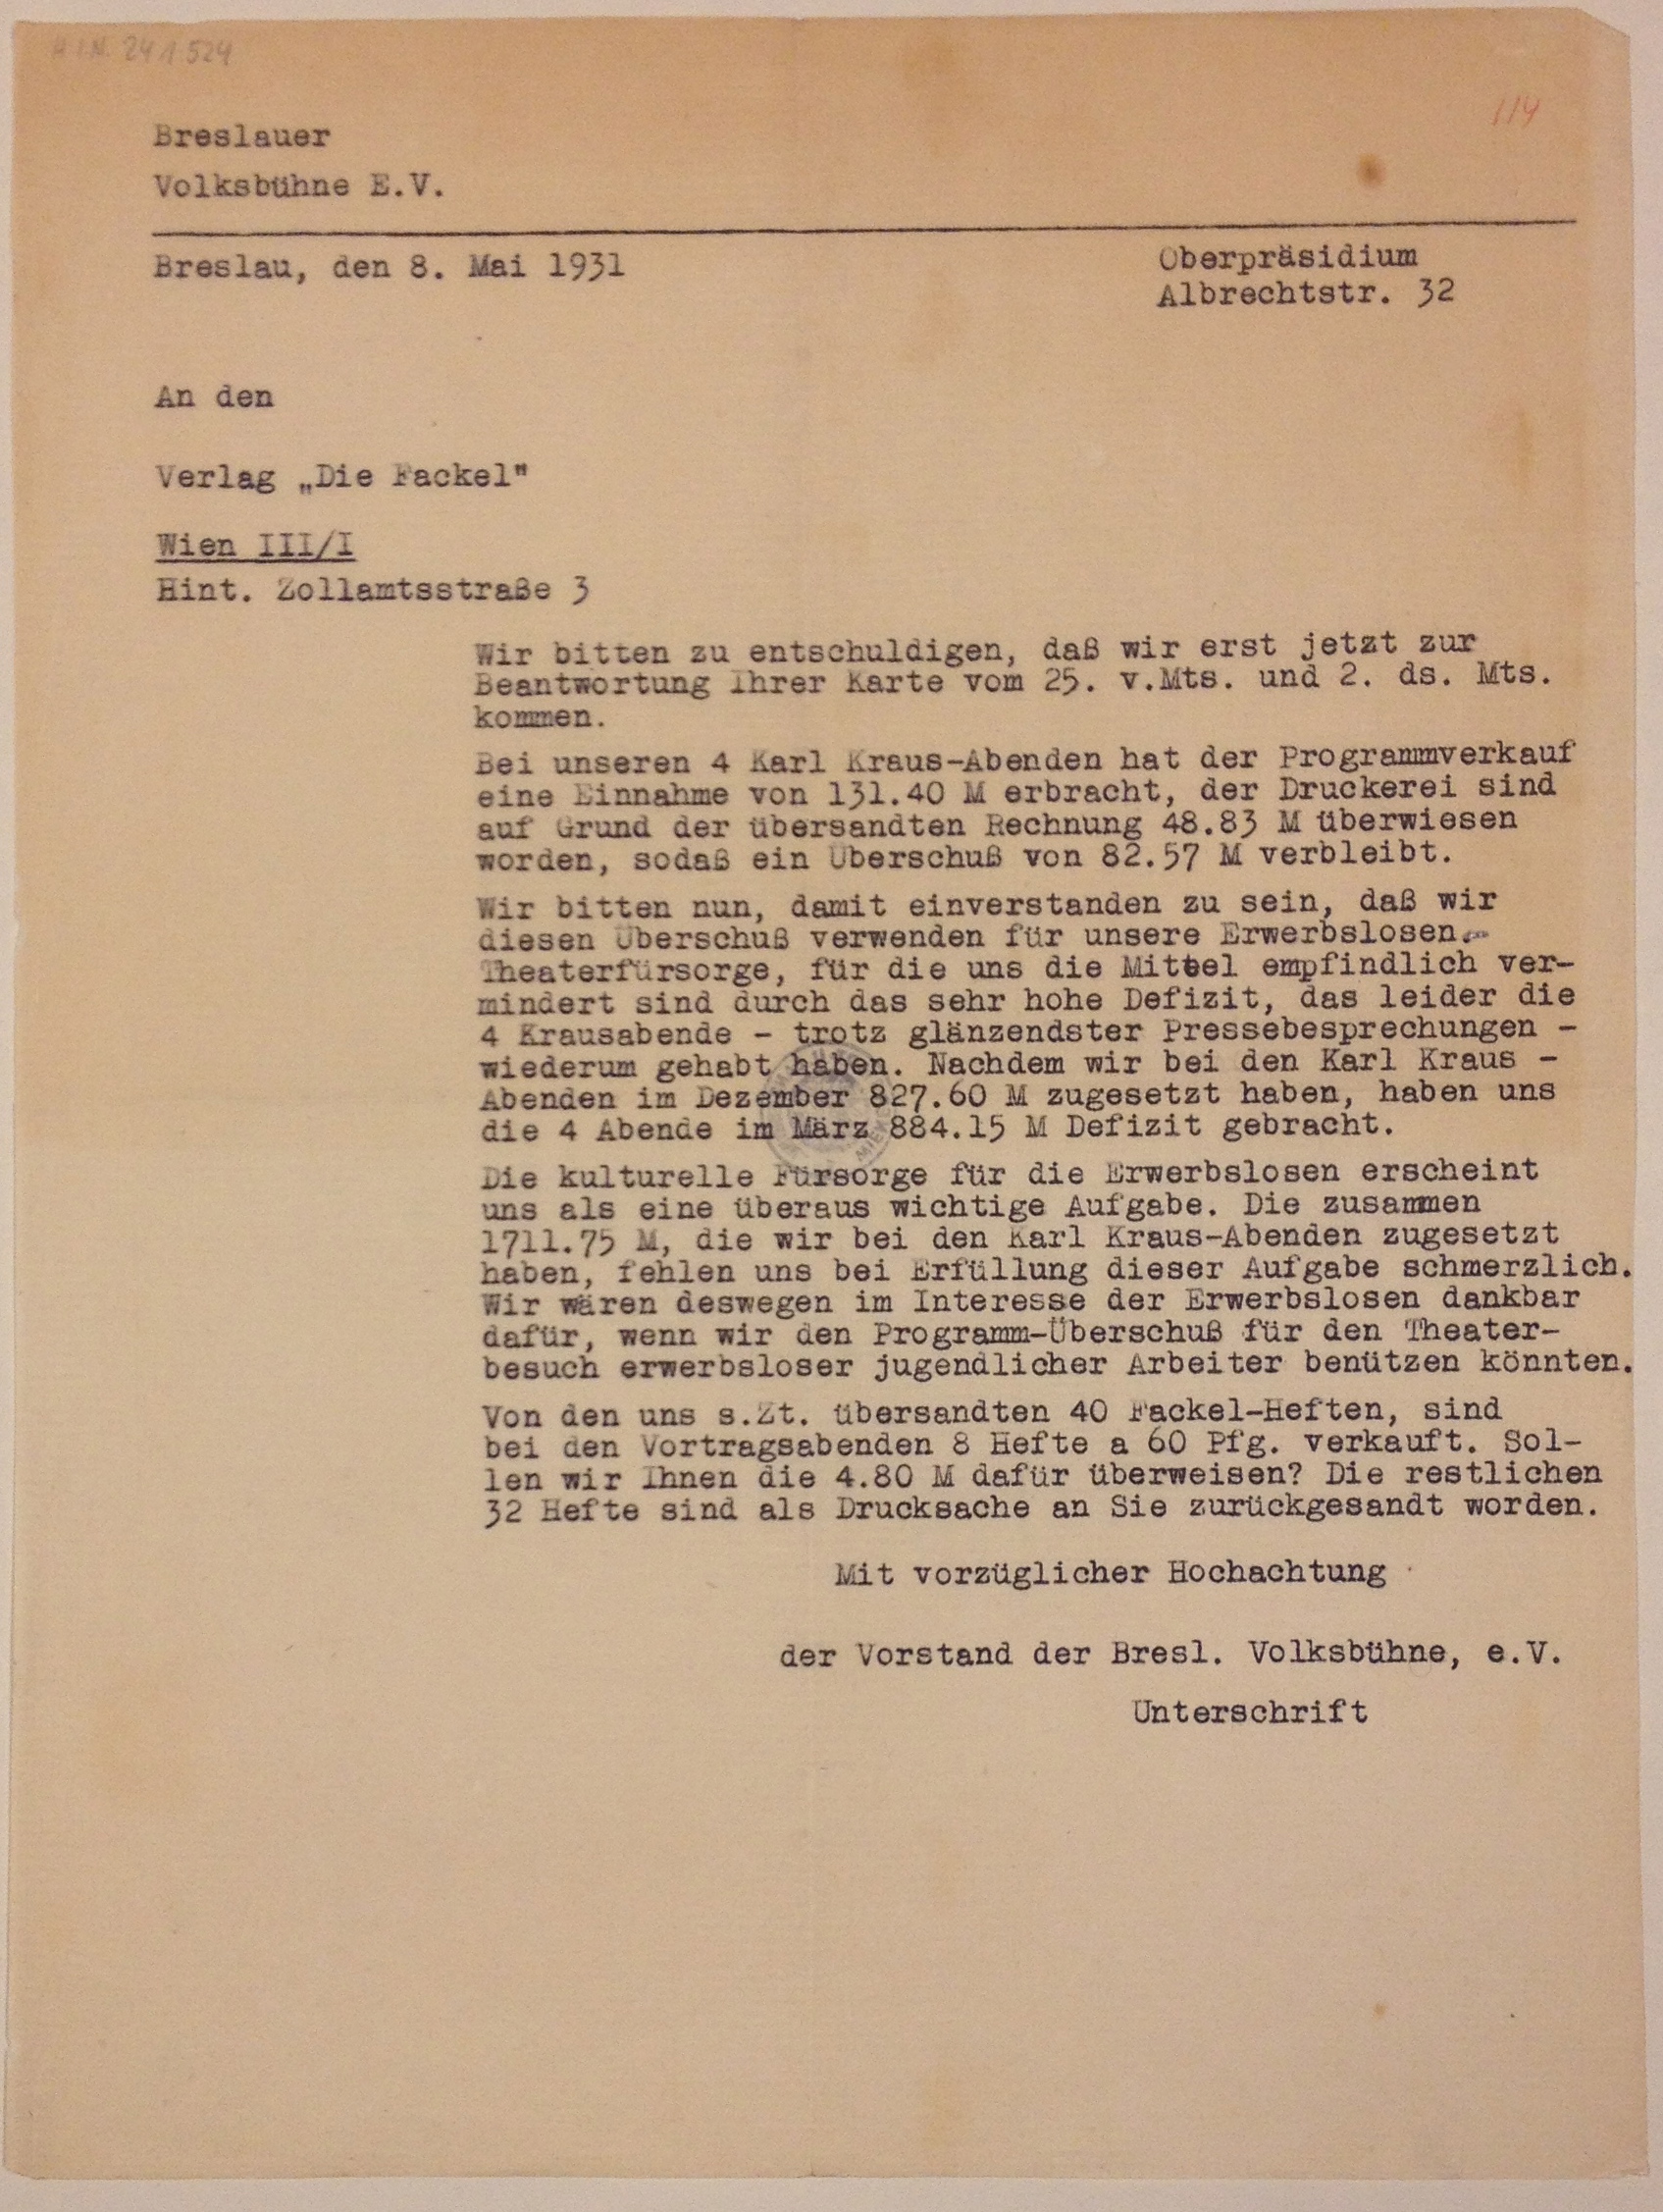 H.I.N. 241.524
114
Breslauer
Volksbühne E.V.
Breslau, den 8. Mai 1931
Oberpräsidium
Albrechtstr. 32
An den
Verlag „Die Fackel"
Wien III/I
Hint. Zollamtsstraße 3
Wir bitten zu entschuldigen, daß wir erst jetzt zur
Beantwortung Ihrer Karte vom 25. v.Mts. und 2. ds. Mts.
kommen.
Bei unseren 4 Karl Kraus-Abenden hat der Programmverkauf
eine Einnahme von 131.40 M erbracht, der Druckerei sind
auf Grund der übersandten Rechnung 48.83 M überwiesen
worden, sodaß ein Überschuß von 82.57 M verbleibt.
Wir bitten nun, damit einverstanden zu sein, daß wir
diesen Überschuß verwenden für unsere Erwerbslosen-
Theaterfürsorge, für die uns die Mittel empfindlich ver-
mindert sind durch das sehr hohe Defizit, das leider die
4 Krausabende - trotz glänzendster Pressebesprechungen -
wiederum gehabt haben. Nachdem wir bei den Karl Kraus -
Abenden im Dezember 827.60 M zugesetzt haben, haben uns
die 4 Abende im März 884.15 M Defizit gebracht.
Die kulturelle Fürsorge für die Erwerbslosen erscheint
uns als eine überaus wichtige Aufgabe. Die zusammen
1711.75 M, die wir bei den Karl Kraus-Abenden zugesetzt
haben, fehlen uns bei Erfüllung dieser Aufgabe schmerzlich.
Wir wären deswegen im Interesse der Erwerbslosen dankbar
dafür, wenn wir den Programm-Überschuß für den Theater-
besuch erwerbsloser jugendlicher Arbeiter benützen könnten.
Von den uns s.Zt. übersandten 40 Fackel-Heften, sind
bei den Vortragsabenden 8 Hefte a 60 Pfg. verkauft. Sol-
len wir Ihnen die 4.80 M dafür überweisen? Die restlichen
32 Hefte sind als Drucksache an Sie zurückgesandt worden.
Mit vorzüglicher Hochachtung
der Vorstand der Bresl. Volksbühne, e.V.
Unterschrift